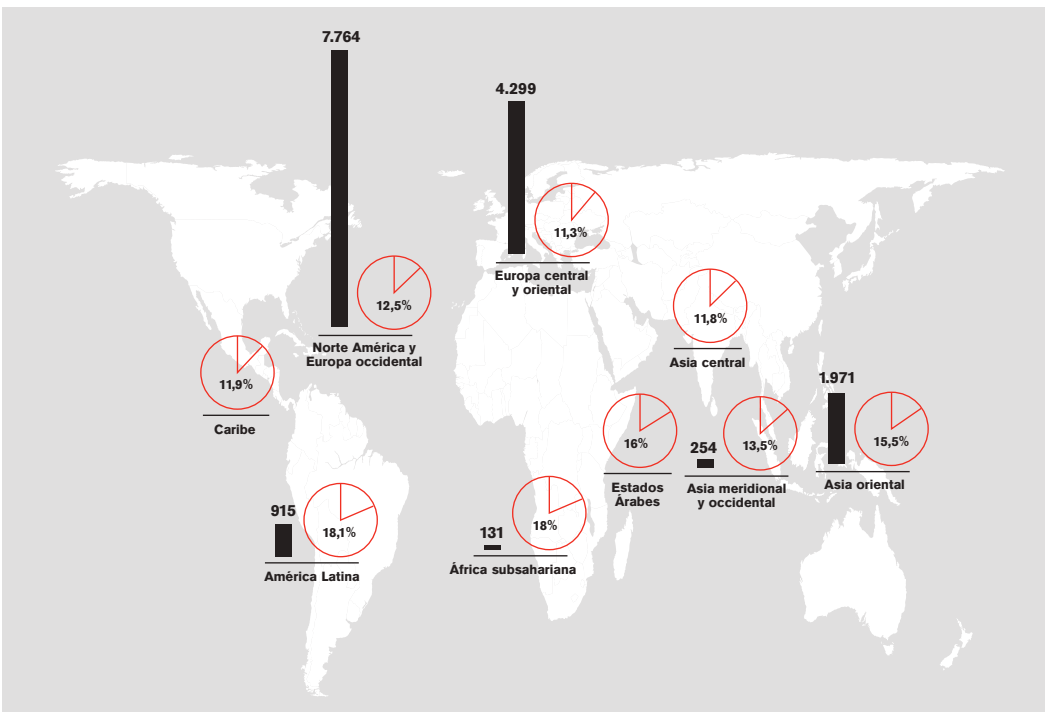 7.764
12,5%
Norte América y
Europa occidental
4.299
11,3%
Europa central
y oriental
11,8%
Asia central
11,9%
Caribe
1.971
15,5%
Asia oriental
16%
Estados
Árabes
254
13,5%
Asia meridional
y occidental
915
18,1%
América Latina
131
18%
África subsahariana